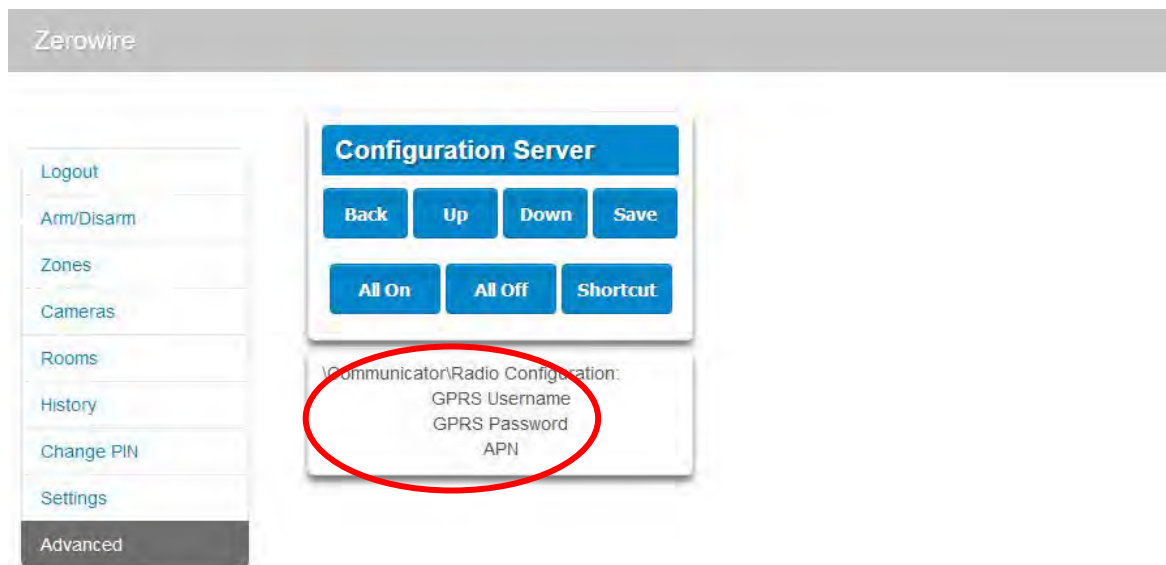 Zerowire
Logout
Arm/Disarm
Zones
Cameras
Rooms
History
Change PIN
Settings
Advanced
Configuration Server
Back Up Down Save
All On All Off Shortcut
\Communicator\Radio Configuration:
GPRS Username
GPRS Password
APN